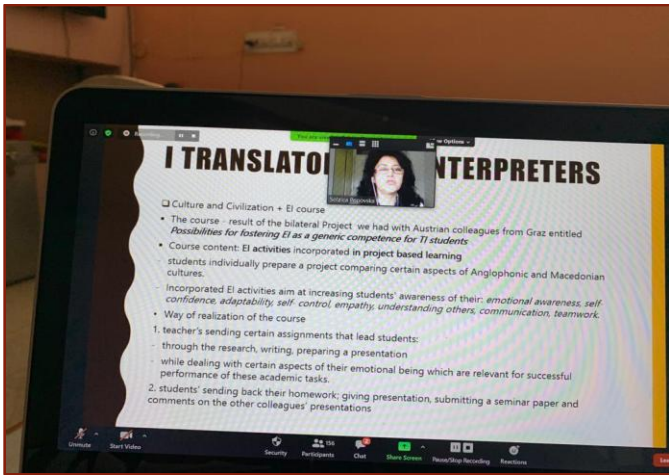 Recording...
Options
I TRANSLATO
NTERPRETERS
Culture and Civilization + EI course
• The course - result of the bilateral Project we had with Austrian colleagues from Graz entitled
Possibilities for fostering EI as a generic competence for TI students
• Course content: EI activities incorporated in project based learning
- students individually prepare a project comparing certain aspects of Anglophonic and Macedonian
cultures.
- Incorporated EI activities aim at increasing students' awareness of their: emotional awareness, self-
confidence, adaptability, self- control, empathy, understanding others, communication, teamwork.
• Way of realization of the course
1. teacher's sending certain assignments that lead students:
- through the research, writing, preparing a presentation
- while dealing with certain aspects of their emotional being which are relevant for successful
performance of these academic tasks.
2. students' sending back their homework; giving presentation, submitting a seminar paper and
comments on the other colleagues' presentations
Unmute
Start Video
Security
156
Participants
2
Chat
Share Screen
Pause/Stop Recording
Reactions